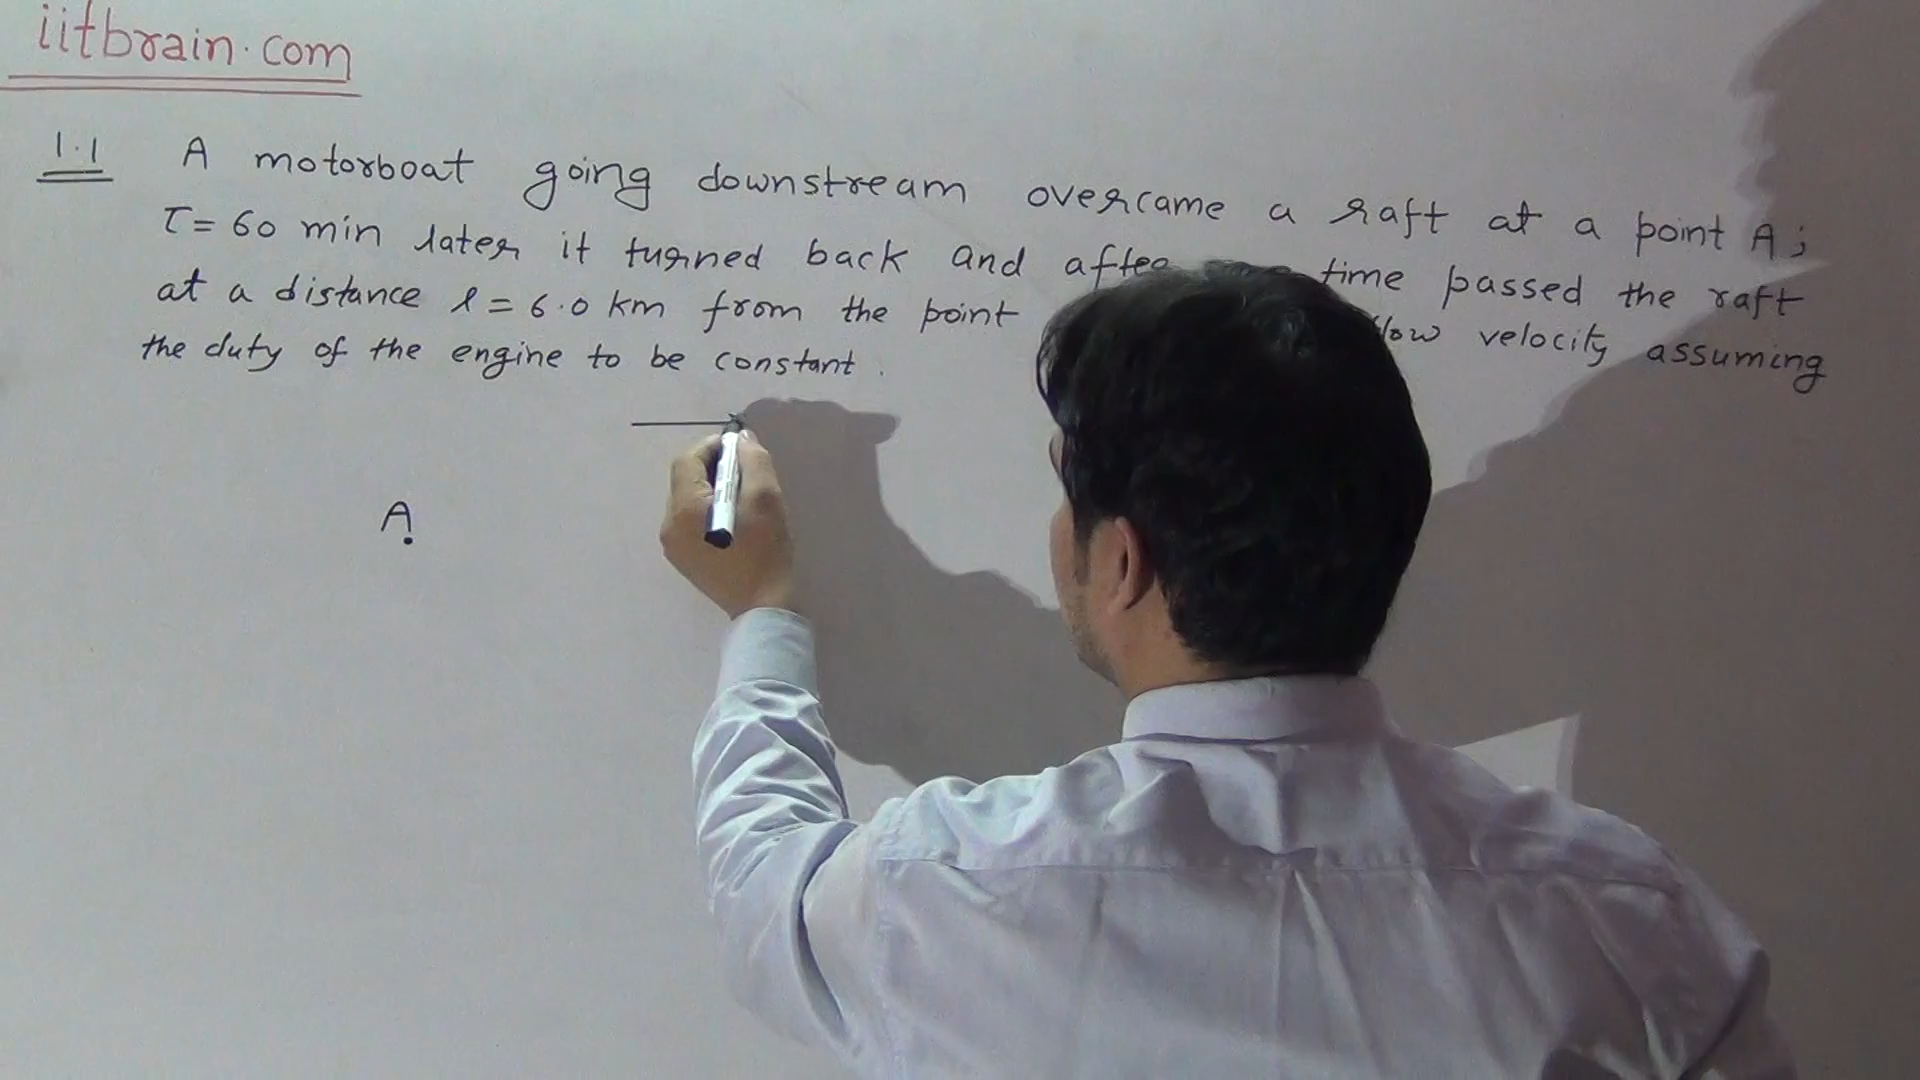 iitbrain.com
1.1 A motorboat going downstream overcame a raft at a point A;
τ = 60 min later it turned back and after time passed the raft
at a distance l = 6.0 km from the point flow velocity assuming
the duty of the engine to be constant.
A